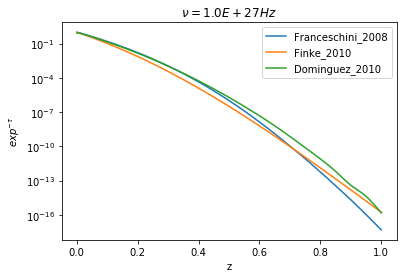 ν = 1.0E + 27Hz
Franceschini_2008
Finke_2010
Dominguez_2010
10⁻¹
10⁻⁴
10⁻⁷
10⁻¹⁰
10⁻¹³
10⁻¹⁶
exp⁻τ
0.0 0.2 0.4 0.6 0.8 1.0
z